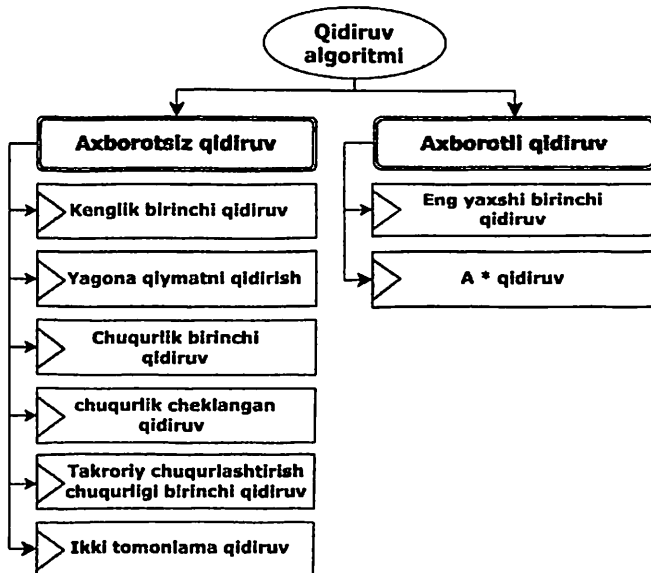 Qidiruv
algoritmi
Axborotsiz qidiruv
Kenglik birinchi qidiruv
Yagona qiymatni qidirish
Chuqurlik birinchi
qidiruv
chuqurlik cheklangan
qidiruv
Takroriy chuqurlashtirish
chuqurligi birinchi qidiruv
Ikki tomonlama qidiruv
Axborotli qidiruv
Eng yaxshi birinchi
qidiruv
A * qidiruv